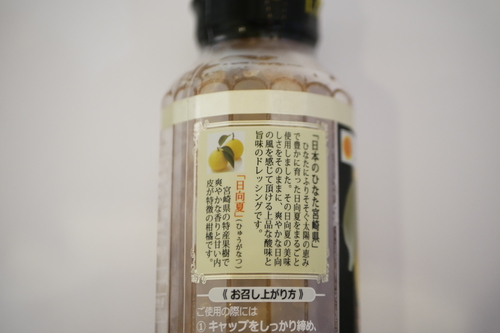 「日本のひなた宮崎県」
ひなたにふりそそぐ太陽の恵み
で豊かに育った日向夏をまるごと
使用しました。その日向夏の美味
しさをそのままに、爽やかな日向
の風を感じて頂ける上品な酸味と
旨味のドレッシングです。
「日向夏」(ひゅうがなつ)
宮崎県の特産果樹で
爽やかな香りと甘い内
皮が特徴の柑橘です。
《お召し上がり方》
ご使用の際には
①キャップをしっかり締め、